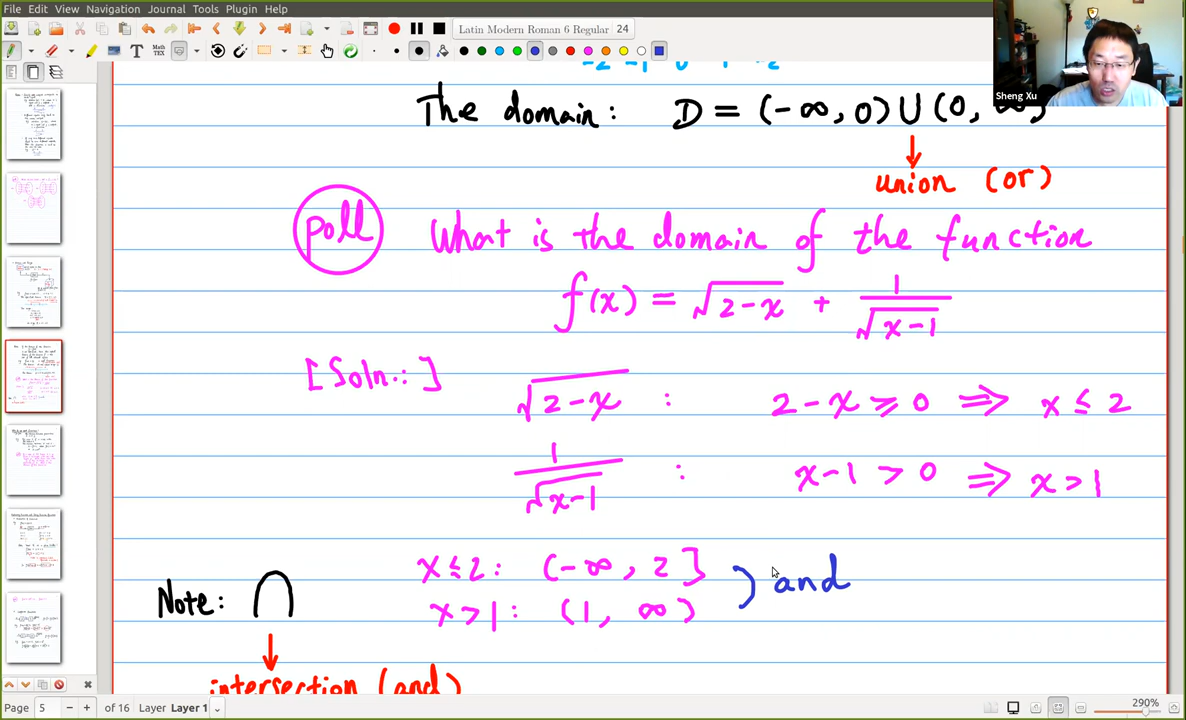 File Edit View Navigation Journal Tools Plugin Help
Latin Modern Roman 6 Regular 24
Sheng Xu
The domain: D = (-∞, 0) ∪ (0, ∞)
union (or)
poll What is the domain of the function
f(x) = √(2-x) + 1/√(x-1)
[Soln.: ]
√(2-x) : 2-x ≥ 0 ⟹ x ≤ 2
1/√(x-1) : x-1 > 0 ⟹ x > 1
x ≤ 2: (-∞, 2]
Note: ∩ ) and
x > 1: (1, ∞)
intersection (and)
Page 5 of 16 Layer Layer 1 290%